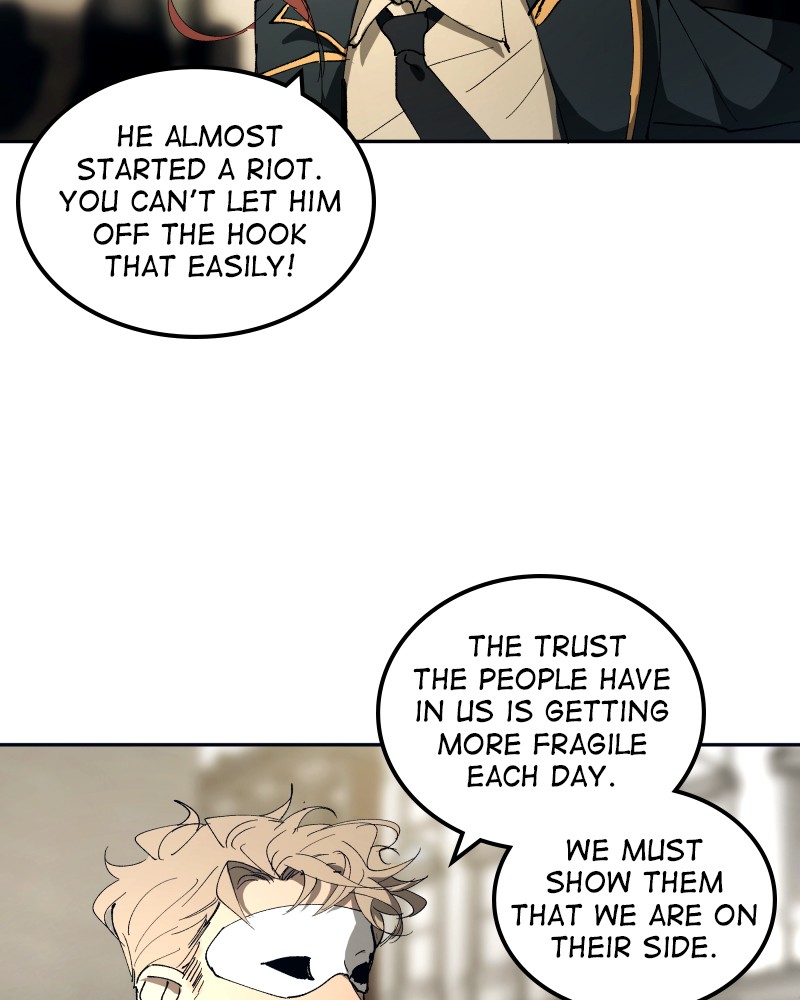 HE ALMOST
STARTED A RIOT.
YOU CAN'T LET HIM
OFF THE HOOK
THAT EASILY!
THE TRUST
THE PEOPLE HAVE
IN US IS GETTING
MORE FRAGILE
EACH DAY.
WE MUST
SHOW THEM
THAT WE ARE ON
THEIR SIDE.